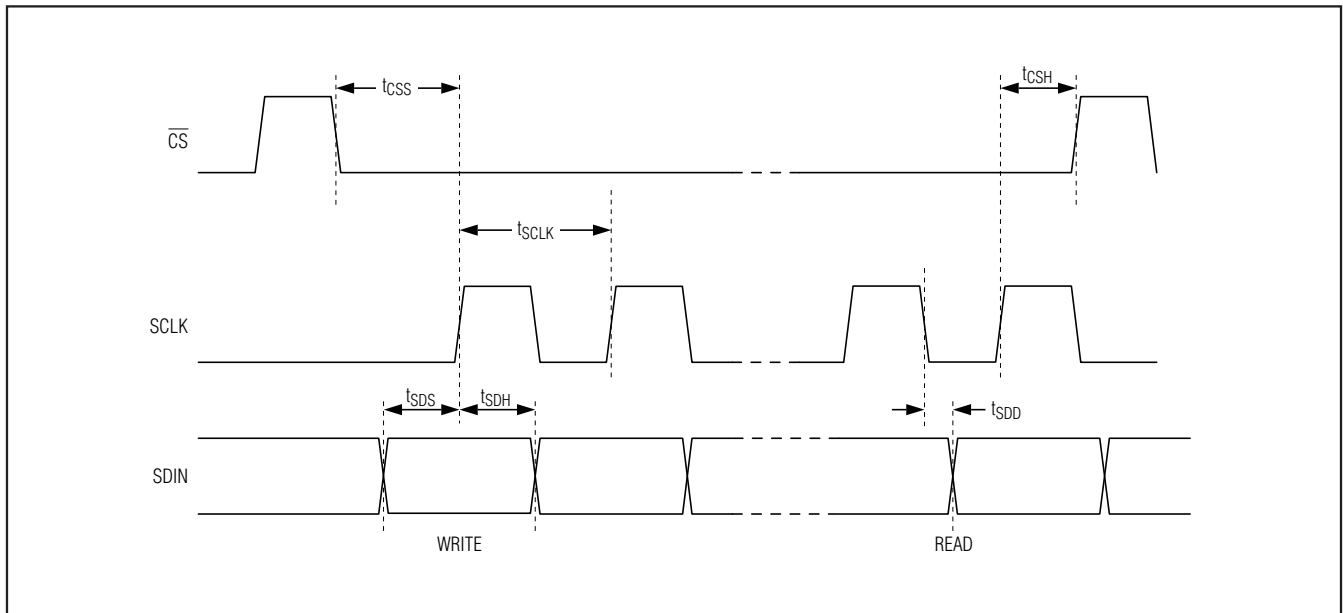 tCSS
tCSH
CS
tSCLK
SCLK
tSDS
tSDH
tSDD
SDIN
WRITE
READ